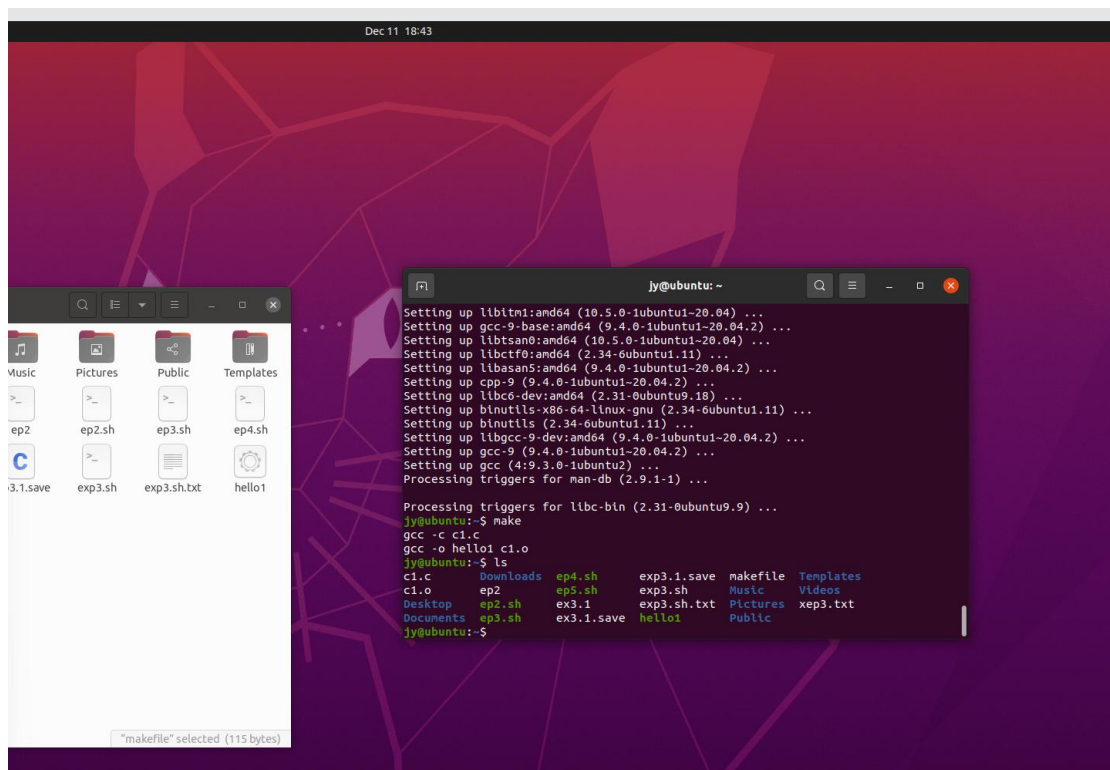 Dec 11 18:43
Music Pictures Public Templates
ep2 ep2.sh ep3.sh ep4.sh
3.1.save exp3.sh exp3.sh.txt hello1
"makefile" selected (115 bytes)
jy@ubuntu: ~
Setting up libitm1:amd64 (10.5.0-1ubuntu1~20.04) ...
Setting up gcc-9-base:amd64 (9.4.0-1ubuntu1~20.04.2) ...
Setting up libtsan0:amd64 (10.5.0-1ubuntu1~20.04) ...
Setting up libctf0:amd64 (2.34-6ubuntu1.11) ...
Setting up libasan5:amd64 (9.4.0-1ubuntu1~20.04.2) ...
Setting up cpp-9 (9.4.0-1ubuntu1~20.04.2) ...
Setting up libc6-dev:amd64 (2.31-0ubuntu9.18) ...
Setting up binutils-x86-64-linux-gnu (2.34-6ubuntu1.11) ...
Setting up binutils (2.34-6ubuntu1.11) ...
Setting up libgcc-9-dev:amd64 (9.4.0-1ubuntu1~20.04.2) ...
Setting up gcc-9 (9.4.0-1ubuntu1~20.04.2) ...
Setting up gcc (4:9.3.0-1ubuntu2) ...
Processing triggers for man-db (2.9.1-1) ...
Processing triggers for libc-bin (2.31-0ubuntu9.9) ...
jy@ubuntu:~$ make
gcc -c c1.c
gcc -o hello1 c1.o
jy@ubuntu:~$ ls
c1.c Downloads ep4.sh exp3.1.save makefile Templates
c1.o ep2 ep5.sh exp3.sh Music Videos
Desktop ep2.sh ex3.1 exp3.sh.txt Pictures xep3.txt
Documents ep3.sh ex3.1.save hello1 Public
jy@ubuntu:~$